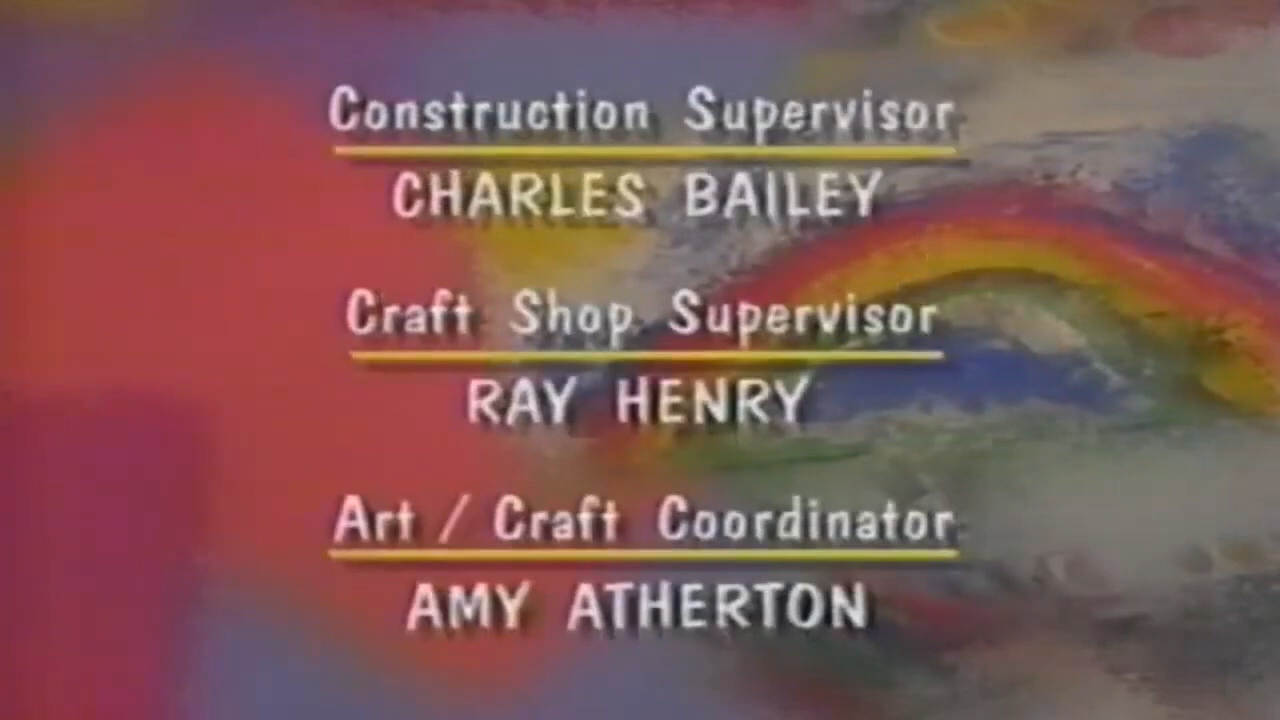 Construction Supervisor
CHARLES BAILEY
Craft Shop Supervisor
RAY HENRY
Art / Craft Coordinator
AMY ATHERTON